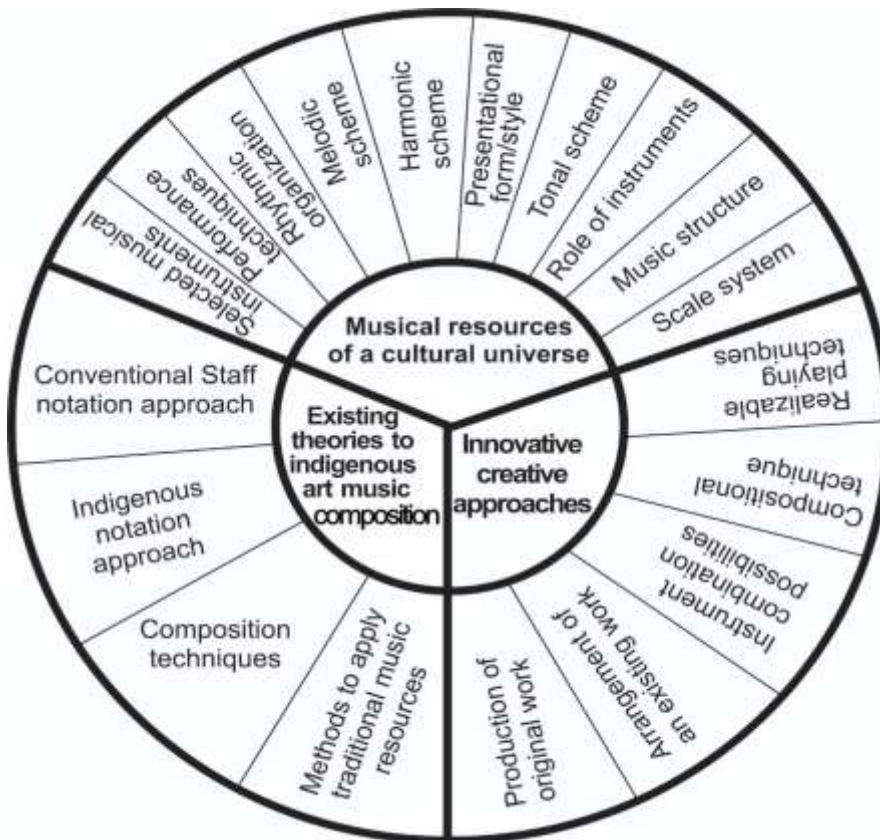 Musical resources
of a cultural universe
Selected musical
instruments
Performance
techniques
Rhythmic
organization
Melodic
scheme
Harmonic
scheme
Presentational
form/style
Tonal scheme
Role of instruments
Music structure
Scale system
Innovative
creative
approaches
Realizable
playing
techniques
Compositional
technique
Instrument
combination
possibilities
Arrangement of
an existing work
Production of
original work
Existing
theories to
indigenous
art music
composition
Methods to apply
traditional music
resources
Composition
techniques
Indigenous
notation
approach
Conventional Staff
notation approach